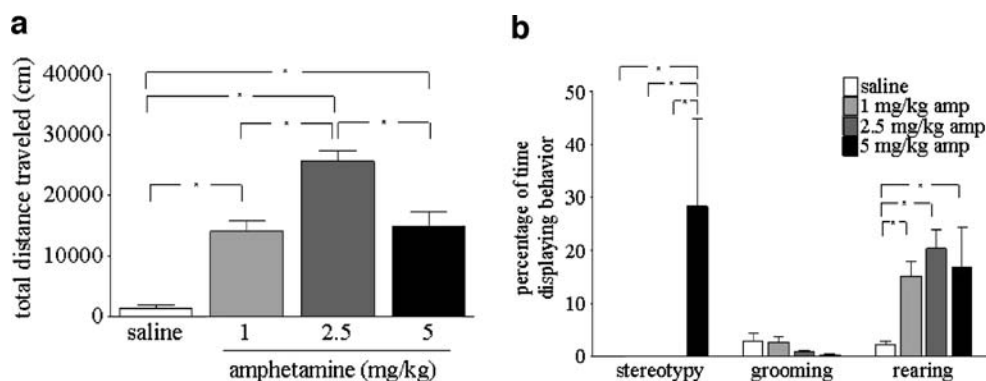 a
total distance traveled (cm)
40000
30000
20000
10000
0
*
*
*
*
*
saline
1
2.5
5
amphetamine (mg/kg)
b
percentage of time
displaying behavior
50
40
30
20
10
0
*
*
*
*
*
*
saline
1 mg/kg amp
2.5 mg/kg amp
5 mg/kg amp
stereotypy
grooming
rearing